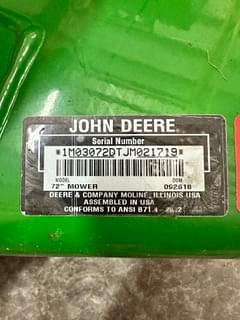 JOHN DEERE
Serial Number
*1M03072DTJM021719*
MODEL DOM
72" MOWER 092618
DEERE & COMPANY MOLINE, ILLINOIS USA
ASSEMBLED IN USA
CONFORMS TO ANSI B71.4